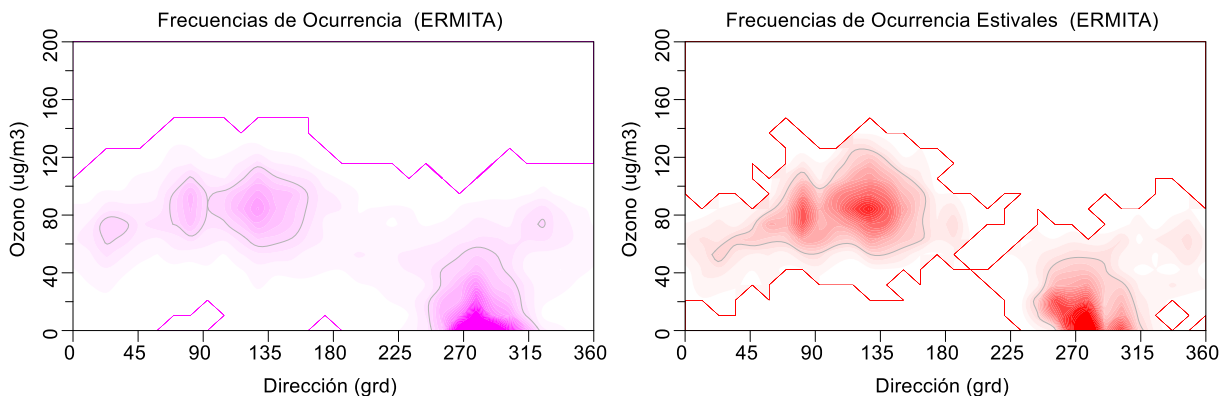 Frecuencias de Ocurrencia (ERMITA)
Ozono (ug/m3)
200
160
120
80
40
0
0 45 90 135 180 225 270 315 360
Dirección (grd)
Frecuencias de Ocurrencia Estivales (ERMITA)
Ozono (ug/m3)
200
160
120
80
40
0
0 45 90 135 180 225 270 315 360
Dirección (grd)